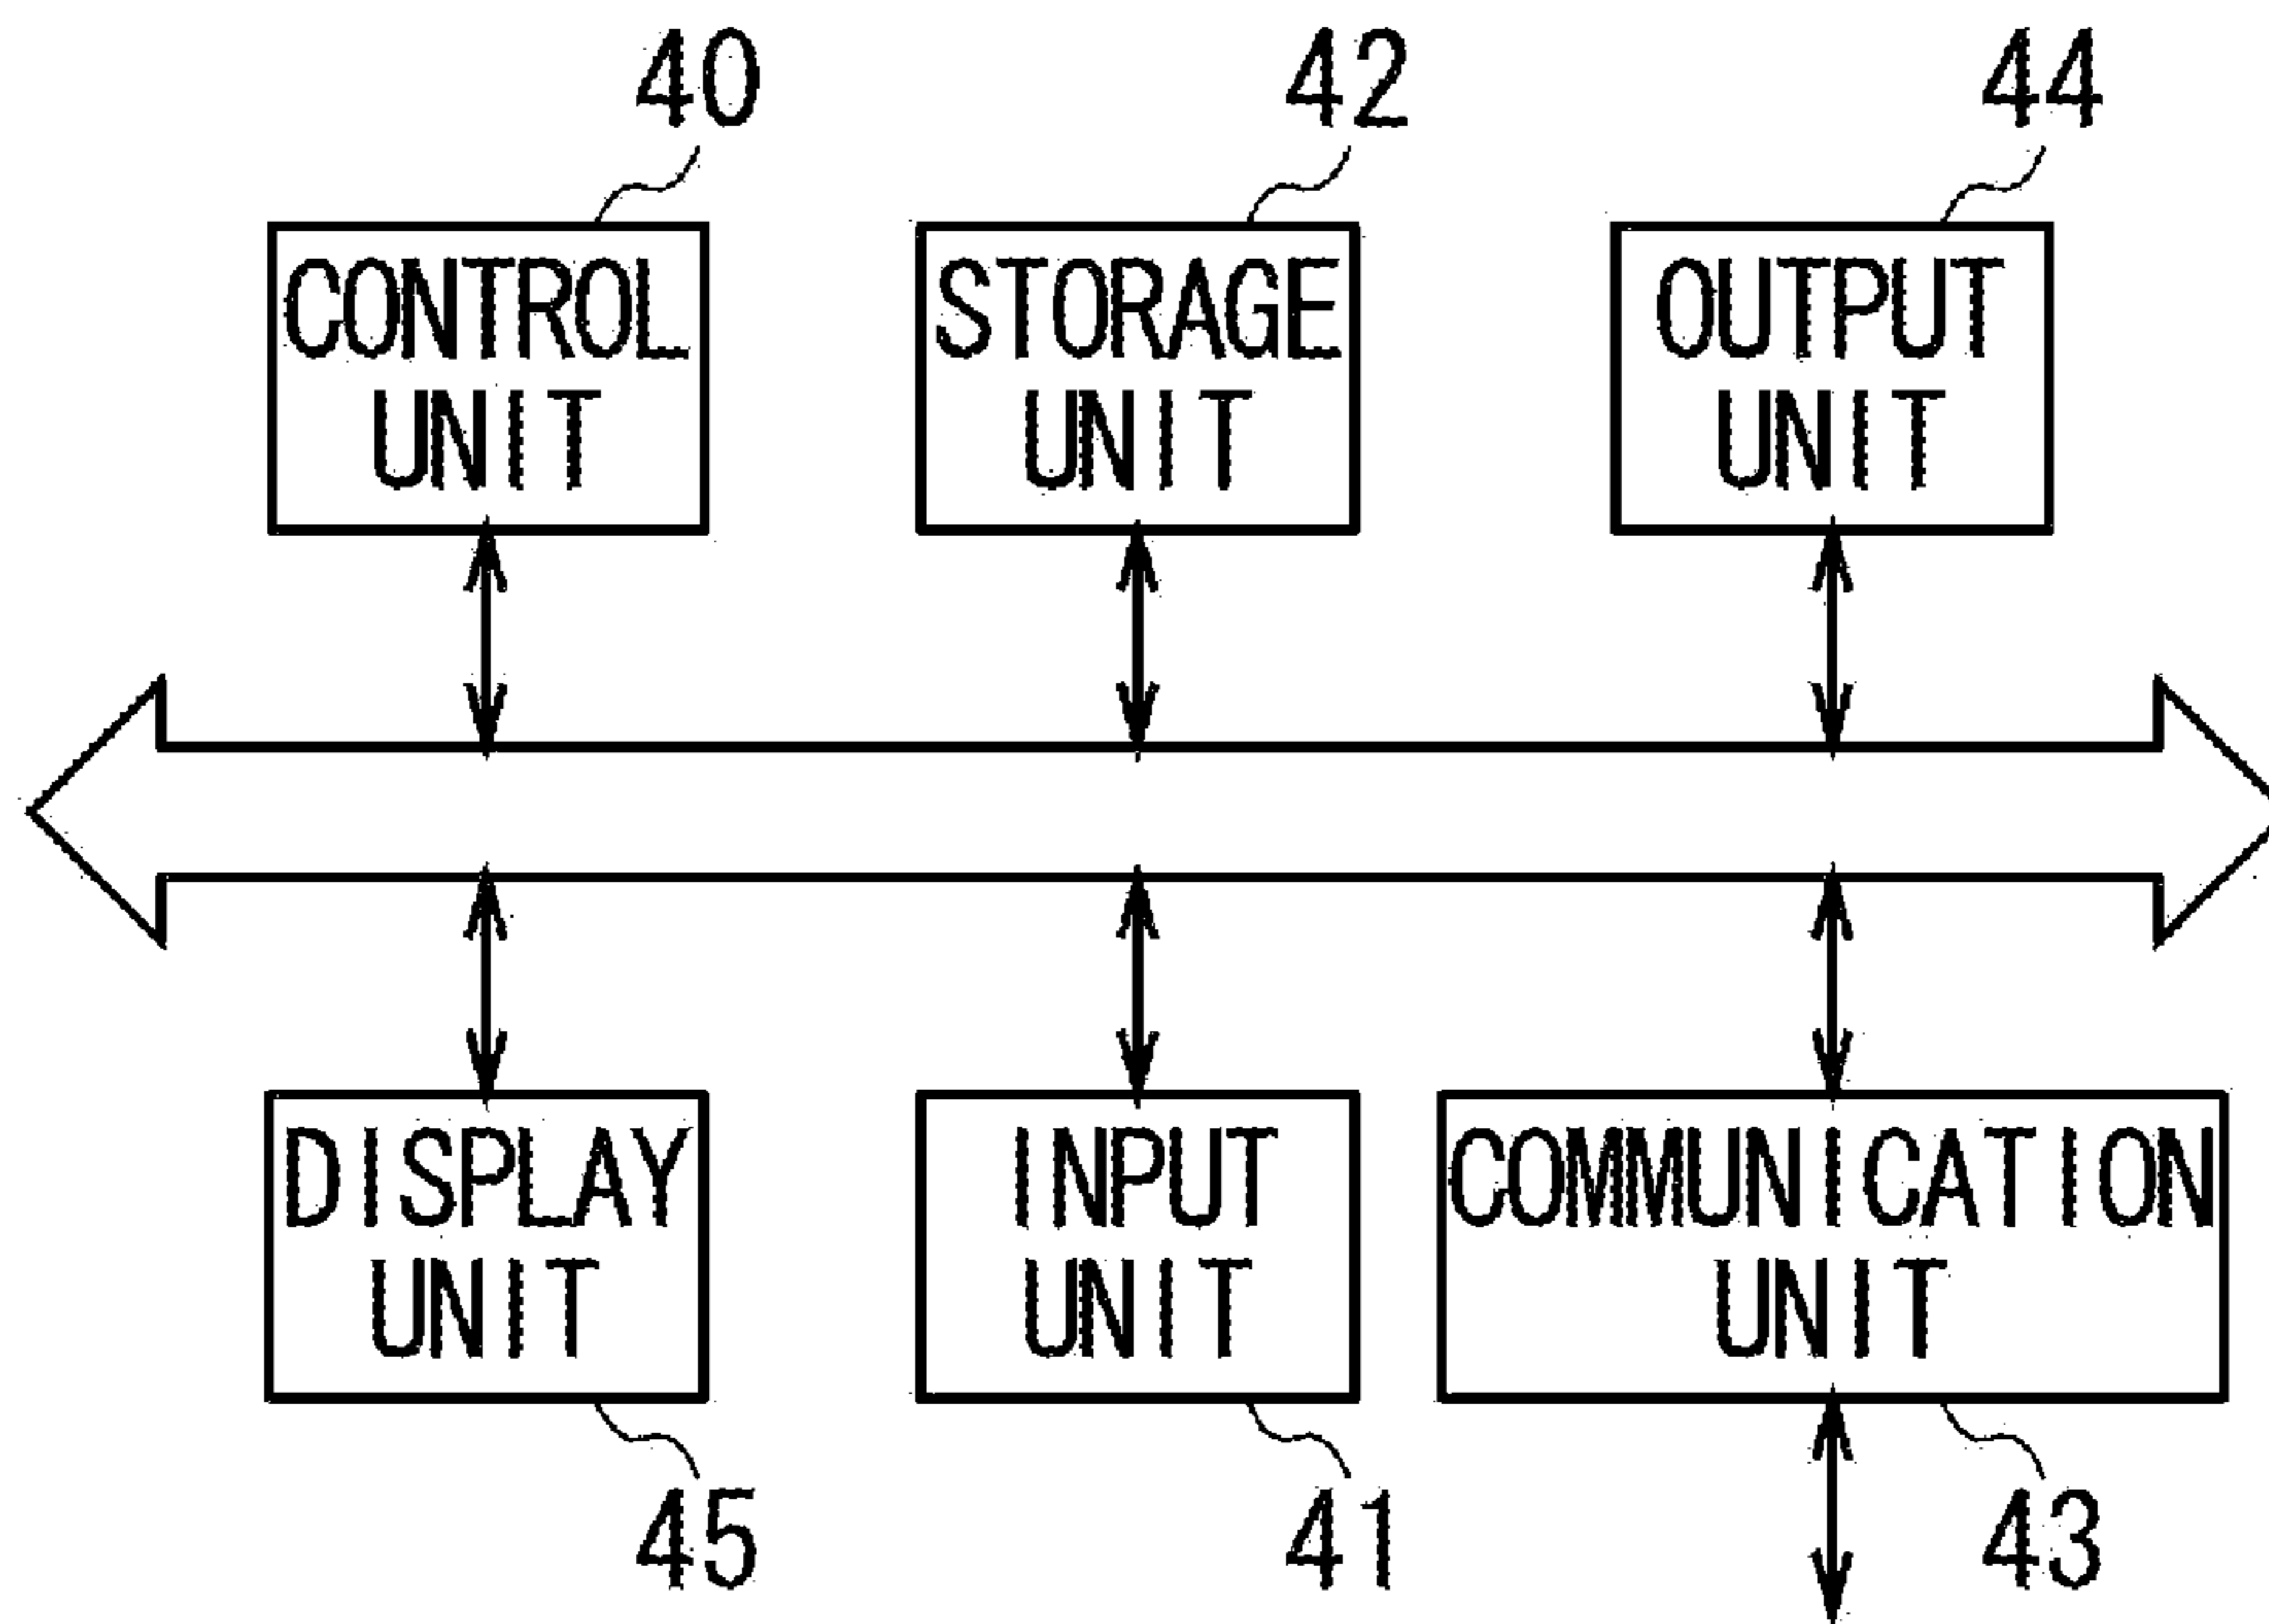 40
42
44
CONTROL
UNIT
STORAGE
UNIT
OUTPUT
UNIT
DISPLAY
UNIT
INPUT
UNIT
COMMUNICATION
UNIT
45
41
43